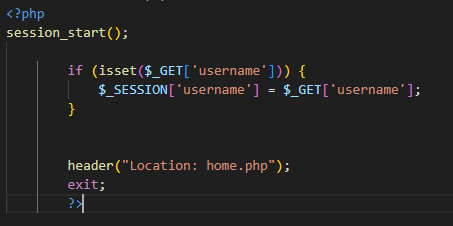 <?php
session_start();
if (isset($_GET['username'])) {
$_SESSION['username'] = $_GET['username'];
}
header("Location: home.php");
exit;
?>